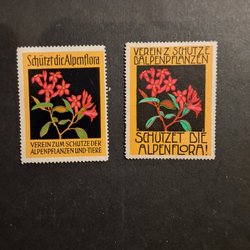 Schützt die Alpenflora
VEREIN ZUM SCHUTZE DER
ALPENPFLANZEN UND TIERE
VEREIN Z SCHUTZE
D ALPENPFLANZEN
SCHÜTZET DIE
ALPENFLORA!